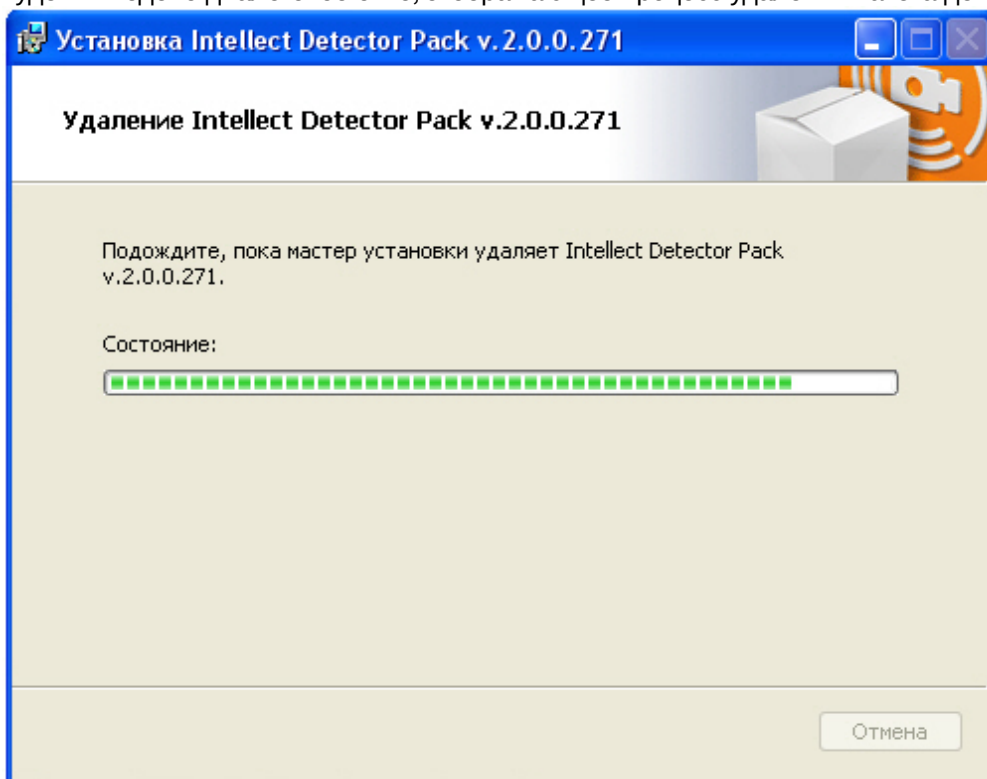 Установка Intellect Detector Pack v.2.0.0.271
Удаление Intellect Detector Pack v.2.0.0.271
Подождите, пока мастер установки удаляет Intellect Detector Pack
v.2.0.0.271.
Состояние:
Отмена